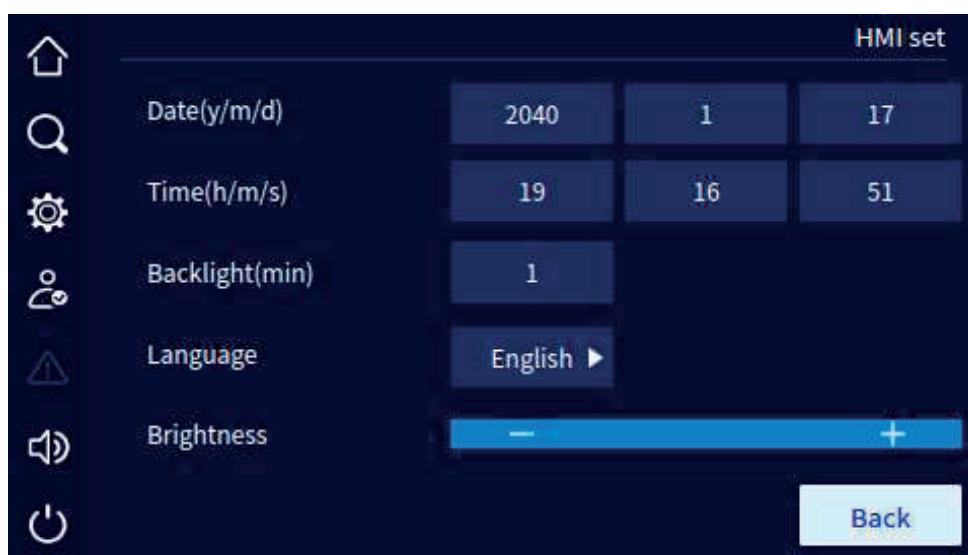 HMI set
Date(y/m/d) 2040 1 17
Time(h/m/s) 19 16 51
Backlight(min) 1
Language English ▶
Brightness − +
Back